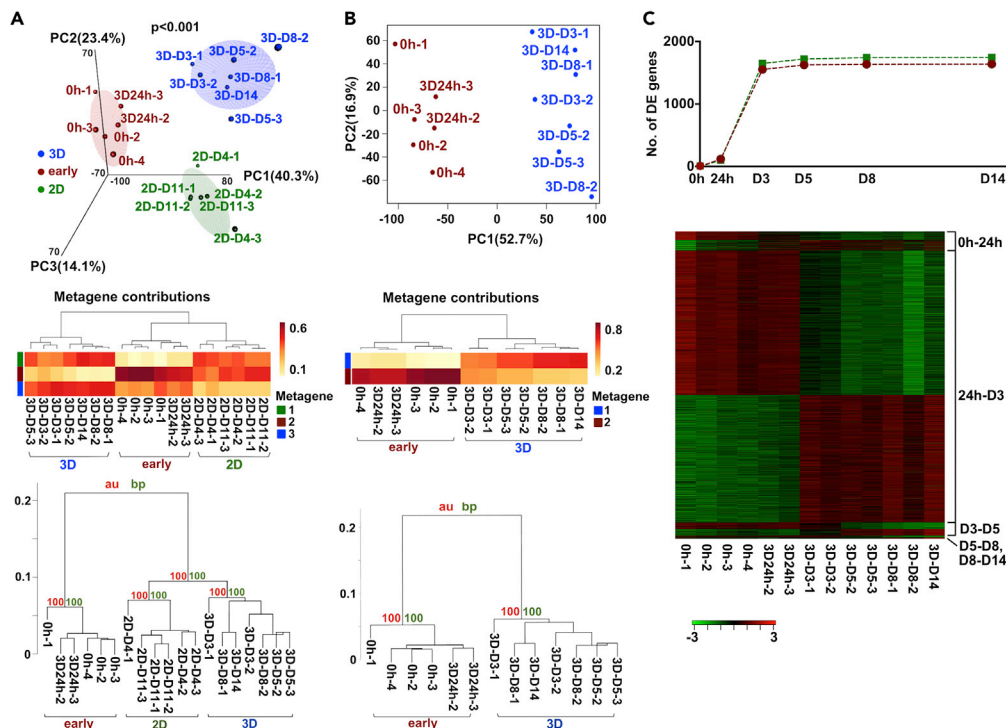 A
PC2(23.4%)
p<0.001
3D-D8-2
70
3D-D3-1
3D-D5-2
0h-1
3D24h-3
3D-D3-2
3D-D8-1
3D-D14
3D24h-2
0h-3
0h-2
3D-D5-3
0h-4
3D
early
2D
-70
-100
80
PC1(40.3%)
2D-D4-1
2D-D11-1
2D-D4-2
2D-D11-2
2D-D11-3
2D-D4-3
70
PC3(14.1%)
Metagene contributions
0.6
0.1
Metagene
1
2
3
3D-D5-3
3D-D3-2
3D-D3-1
3D-D5-2
3D-D14
3D-D8-2
3D-D8-1
0h-4
0h-2
0h-3
0h-1
3D24h-2
3D24h-3
2D-D4-3
2D-D4-1
2D-D11-3
2D-D4-2
2D-D11-1
2D-D11-2
3D
early
2D
au bp
0.2
0.1
0
100 100
100 100
100 100
0h-1
3D24h-3
3D24h-2
0h-4
0h-2
0h-3
2D-D4-1
2D-D11-3
2D-D11-1
2D-D11-2
2D-D4-2
2D-D4-3
3D-D3-1
3D-D8-1
3D-D14
3D-D3-2
3D-D8-2
3D-D5-2
3D-D5-3
early
2D
3D
B
PC2(16.9%)
60
40
20
0
-20
-40
-60
0h-1
3D-D3-1
3D-D14
3D-D8-1
3D24h-3
0h-3
3D24h-2
3D-D3-2
0h-2
3D-D5-2
0h-4
3D-D5-3
3D-D8-2
-100
-50
0
50
100
PC1(52.7%)
Metagene contributions
0.8
0.2
Metagene
1
2
0h-4
3D24h-2
3D24h-3
0h-3
0h-2
0h-1
3D-D3-2
3D-D3-1
3D-D5-3
3D-D5-2
3D-D8-2
3D-D8-1
3D-D14
early
3D
au bp
0.2
0.1
0
100 100
100 100
0h-1
0h-4
0h-2
0h-3
3D24h-2
3D24h-3
3D-D3-1
3D-D8-1
3D-D14
3D-D3-2
3D-D8-2
3D-D5-2
3D-D5-3
early
3D
C
No. of DE genes
2000
1000
0
0h
24h
D3
D5
D8
D14
0h-24h
24h-D3
D3-D5
D5-D8,
D8-D14
0h-1
0h-2
0h-3
0h-4
3D24h-2
3D24h-3
3D-D3-1
3D-D3-2
3D-D5-2
3D-D5-3
3D-D8-1
3D-D8-2
3D-D14
-3
3